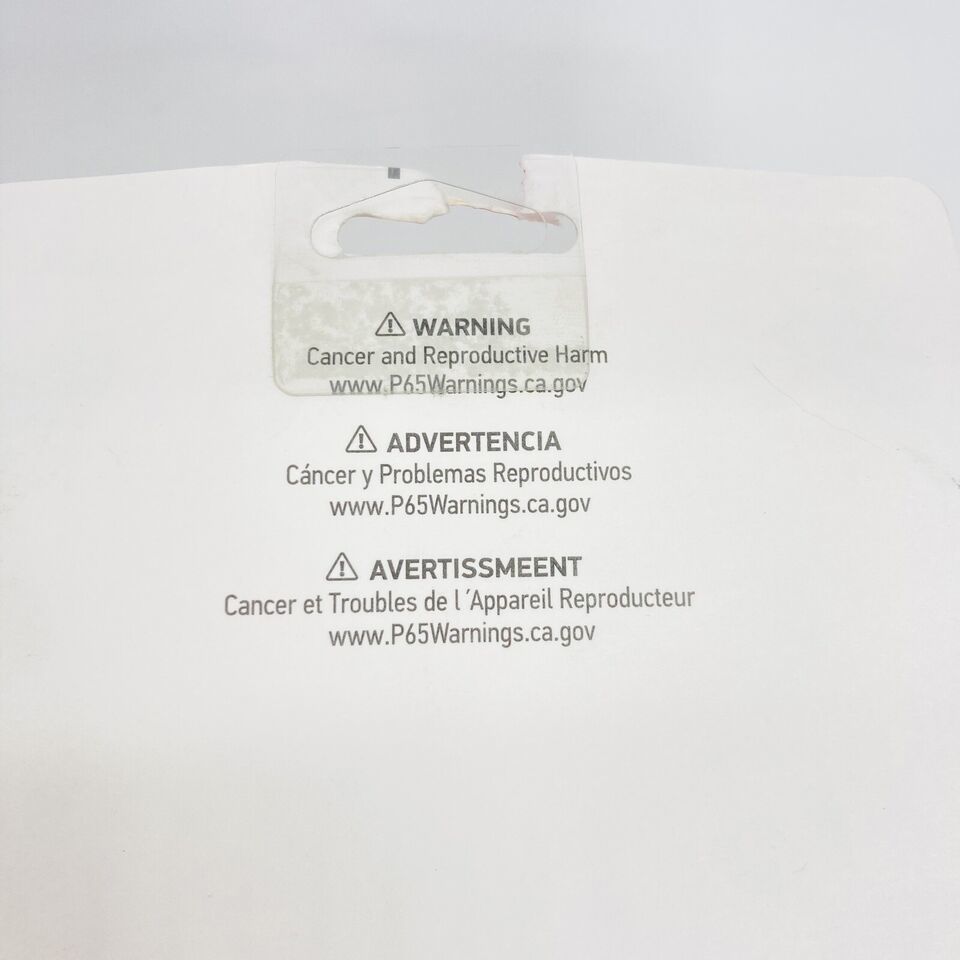 ⚠ WARNING
Cancer and Reproductive Harm
www.P65Warnings.ca.gov
⚠ ADVERTENCIA
Cáncer y Problemas Reproductivos
www.P65Warnings.ca.gov
⚠ AVERTISSMEENT
Cancer et Troubles de l ´Appareil Reproducteur
www.P65Warnings.ca.gov